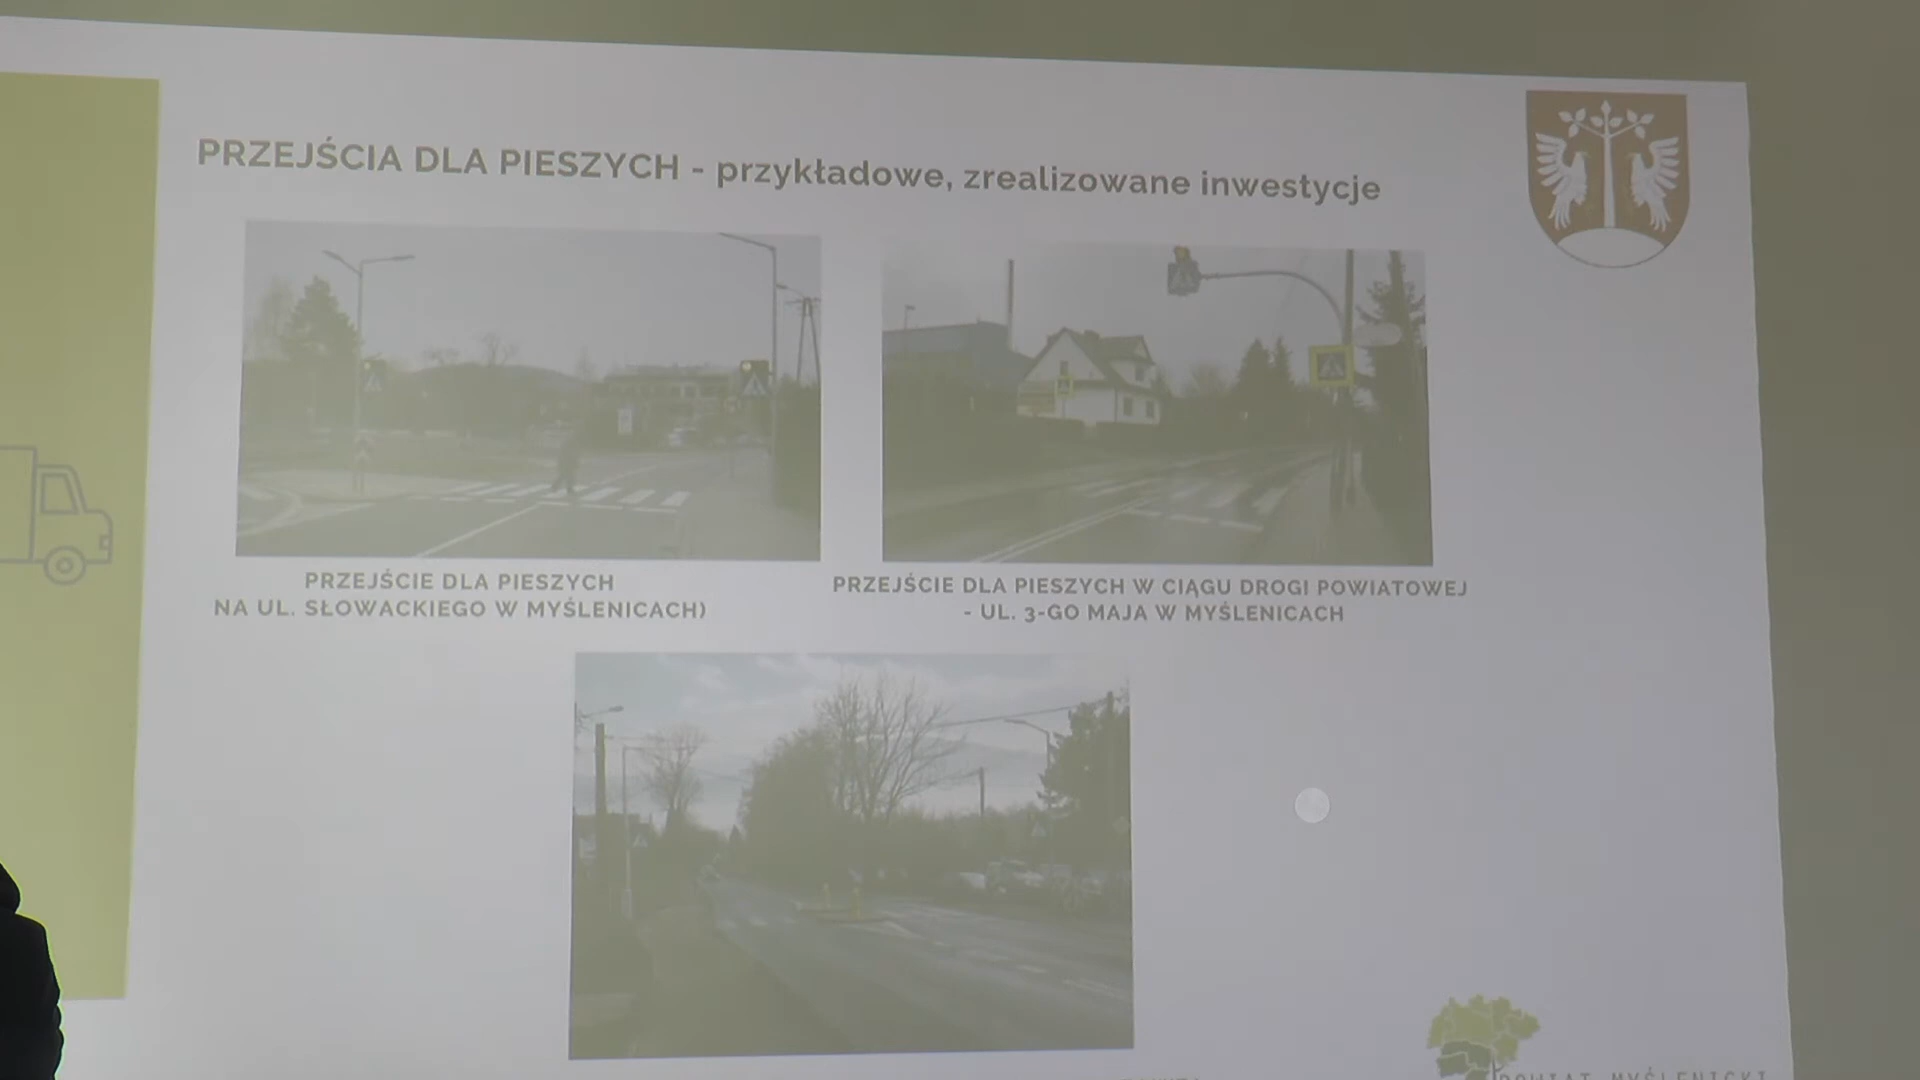 PRZEJŚCIA DLA PIESZYCH - przykładowe, zrealizowane inwestycje
PRZEJŚCIE DLA PIESZYCH
NA UL. SŁOWACKIEGO W MYŚLENICACH)
PRZEJŚCIE DLA PIESZYCH W CIĄGU DROGI POWIATOWEJ
- UL. 3-GO MAJA W MYŚLENICACH
POWIAT MYŚLENICKI